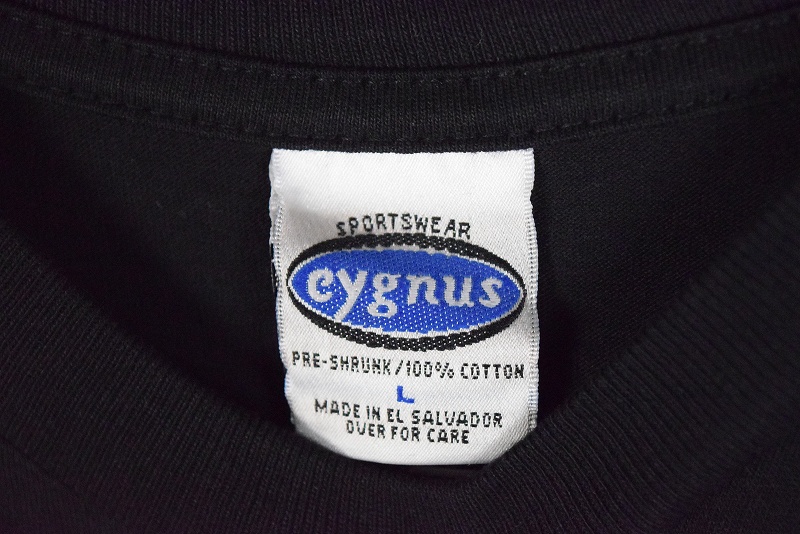 SPORTSWEAR
cygnus
PRE-SHRUNK/100% COTTON
L
MADE IN EL SALVADOR
OVER FOR CARE